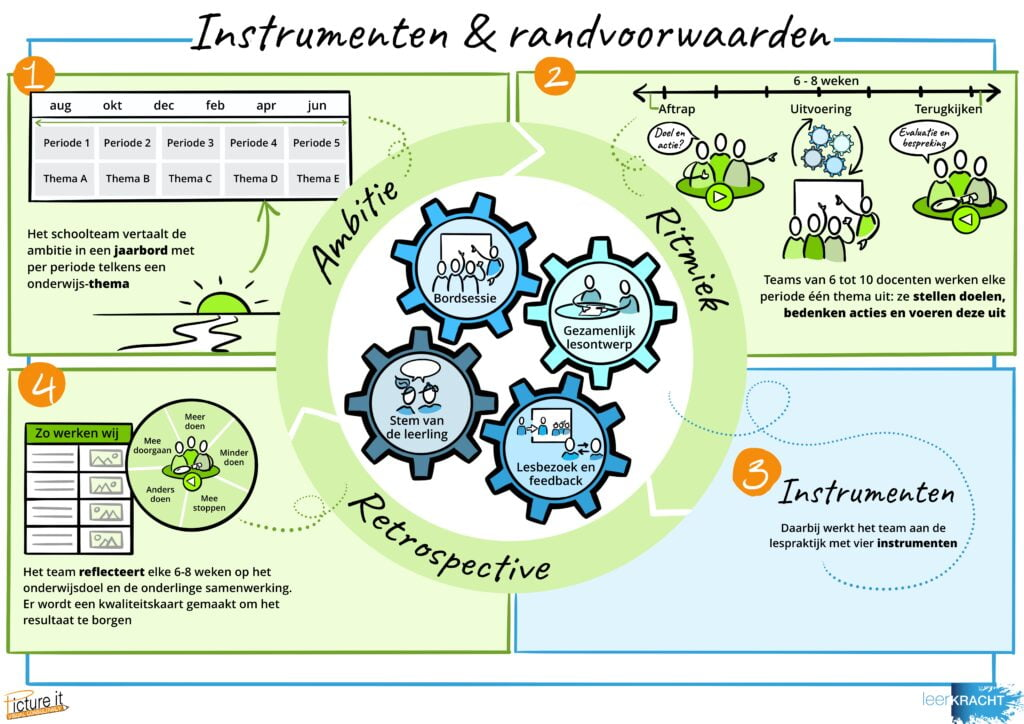 Instrumenten & randvoorwaarden
1
aug okt dec feb apr jun
Periode 1 Periode 2 Periode 3 Periode 4 Periode 5
Thema A Thema B Thema C Thema D Thema E
Het schoolteam vertaalt de
ambitie in een jaarbord met
per periode telkens een
onderwijs-thema
2
6 - 8 weken
Aftrap Uitvoering Terugkijken
Doel en
actie?
Evaluatie en
bespreking
Teams van 6 tot 10 docenten werken elke
periode één thema uit: ze stellen doelen,
bedenken acties en voeren deze uit
Ambitie
Ritmiek
Retrospective
Bordsessie
Gezamenlijk
lesontwerp
Stem van
de leerling
Lesbezoek en
feedback
3
Instrumenten
Daarbij werkt het team aan de
lespraktijk met vier instrumenten
4
Zo werken wij
Meer
doen
Minder
doen
Mee
stoppen
Anders
doen
Mee
doorgaan
Het team reflecteert elke 6-8 weken op het
onderwijsdoel en de onderlinge samenwerking.
Er wordt een kwaliteitskaart gemaakt om het
resultaat te borgen
Picture it
leerKRACHT